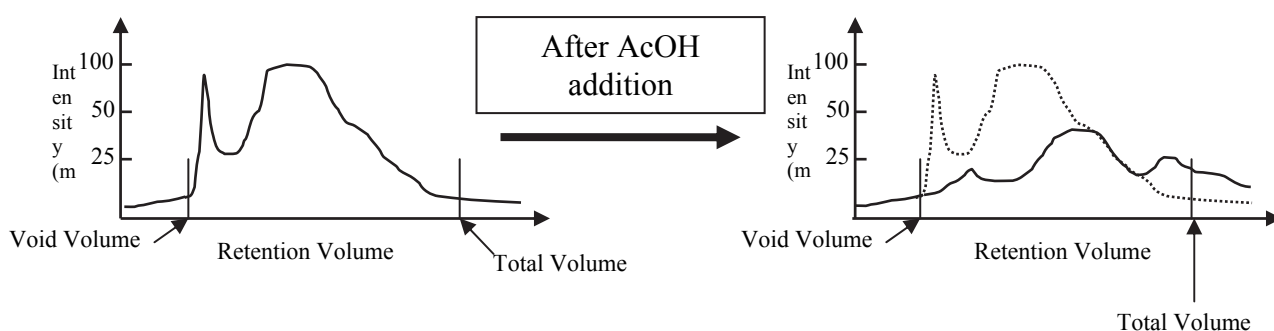 Int
en
sit
y
(m
100
50
25
Void Volume
Retention Volume
Total Volume
After AcOH
addition
Int
en
sit
y
(m
100
50
25
Void Volume
Retention Volume
Total Volume